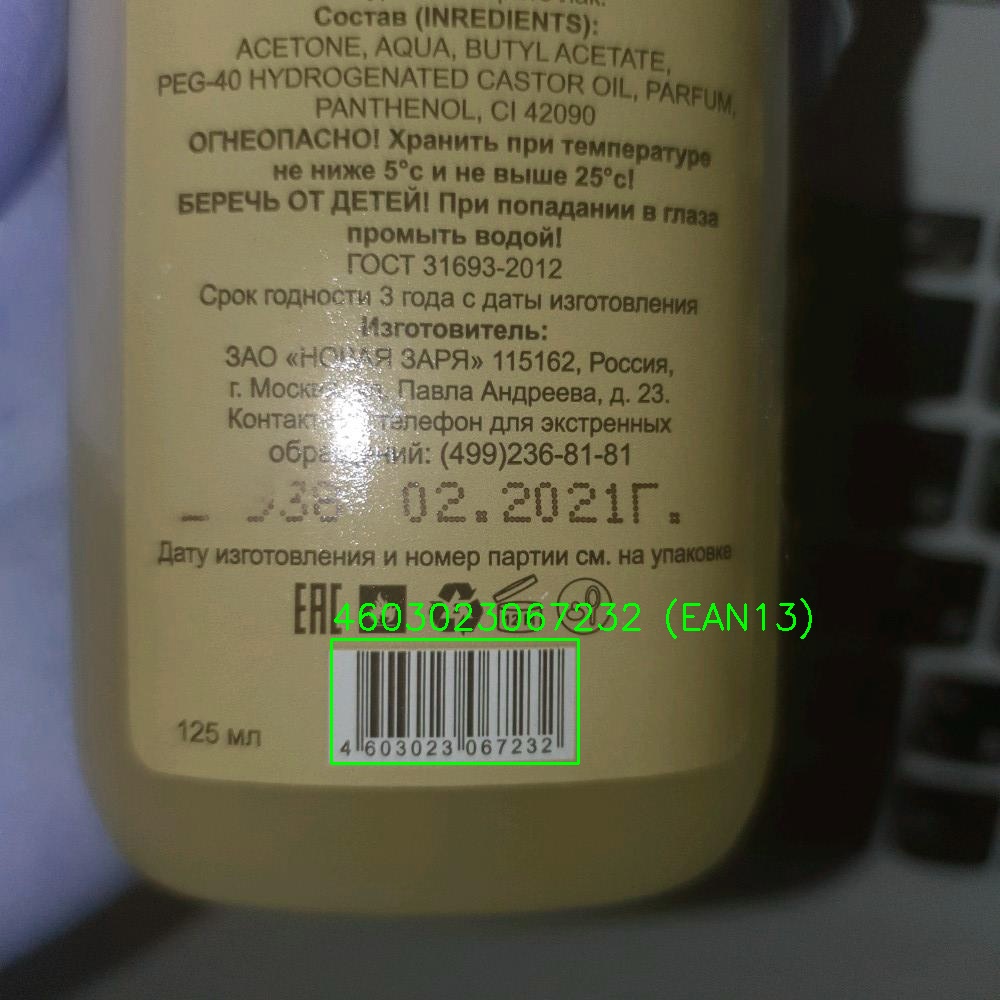 Состав (INREDIENTS):
ACETONE, AQUA, BUTYL ACETATE,
PEG-40 HYDROGENATED CASTOR OIL, PARFUM,
PANTHENOL, CI 42090
ОГНЕОПАСНО! Хранить при температуре
не ниже 5°с и не выше 25°с!
БЕРЕЧЬ ОТ ДЕТЕЙ! При попадании в глаза
промыть водой!
ГОСТ 31693-2012
Срок годности 3 года с даты изготовления
Изготовитель:
ЗАО «НОВАЯ ЗАРЯ» 115162, Россия,
Павла Андреева, д. 23.
телефон для экстренных
(499)236-81-81
02.2021г.
Дату изготовления и номер партии см. на упаковке
EAC
4603023067232 (EAN13)
125 мл
4 603023 067232